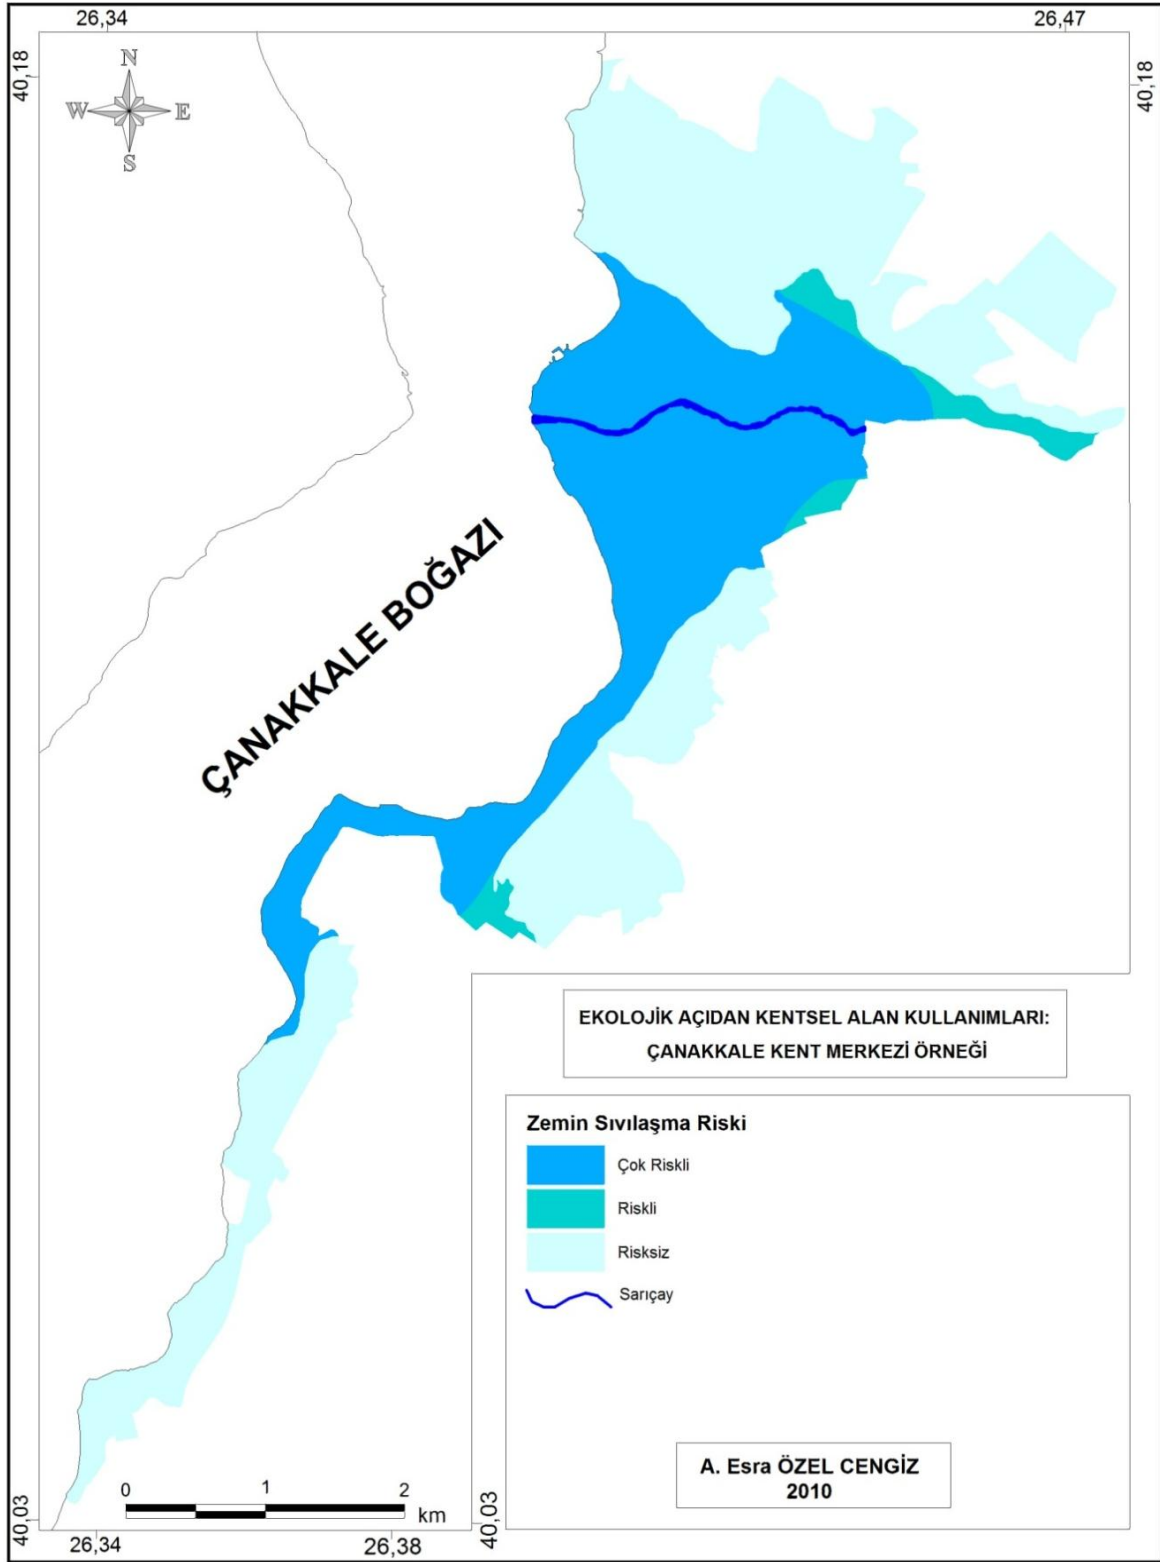 26,34
26,47
40,18
40,18
N
W
E
S
ÇANAKKALE BOĞAZI
EKOLOJİK AÇIDAN KENTSEL ALAN KULLANIMLARI:
ÇANAKKALE KENT MERKEZİ ÖRNEĞİ
Zemin Sıvılaşma Riski
Çok Riskli
Riskli
Risksiz
Sarıçay
A. Esra ÖZEL CENGİZ
2010
0
1
2
km
40,03
40,03
26,34
26,38